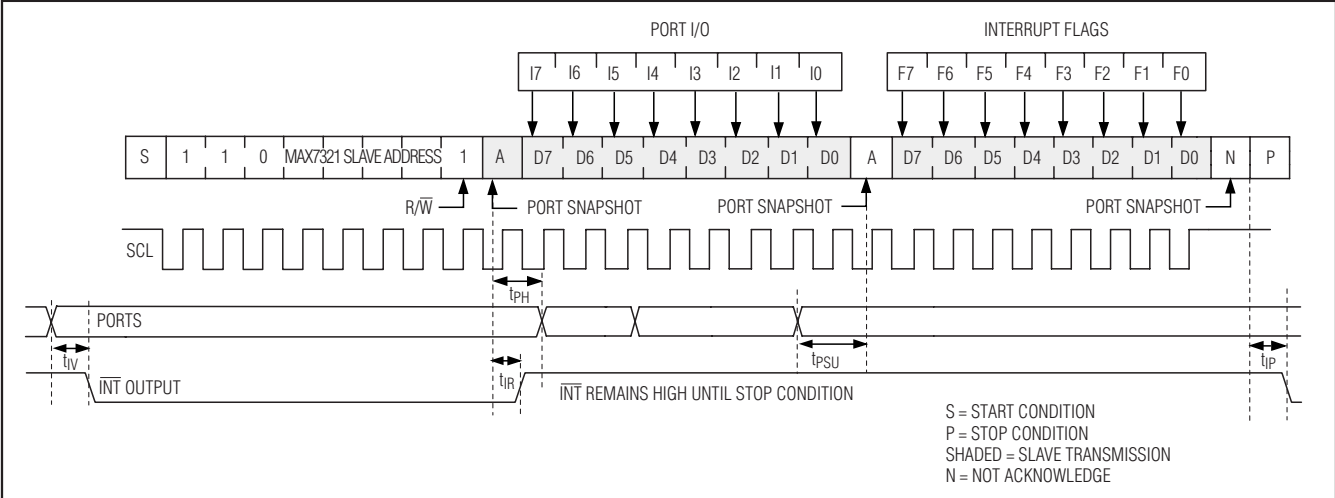 PORT I/O INTERRUPT FLAGS
I7 I6 I5 I4 I3 I2 I1 I0 F7 F6 F5 F4 F3 F2 F1 F0
S 1 1 0 MAX7321 SLAVE ADDRESS 1 A D7 D6 D5 D4 D3 D2 D1 D0 A D7 D6 D5 D4 D3 D2 D1 D0 N P
R/W̅ PORT SNAPSHOT PORT SNAPSHOT PORT SNAPSHOT
SCL
tPH
PORTS
tIV tIR tPSU tIP
I̅N̅T̅ OUTPUT I̅N̅T̅ REMAINS HIGH UNTIL STOP CONDITION
S = START CONDITION
P = STOP CONDITION
SHADED = SLAVE TRANSMISSION
N = NOT ACKNOWLEDGE